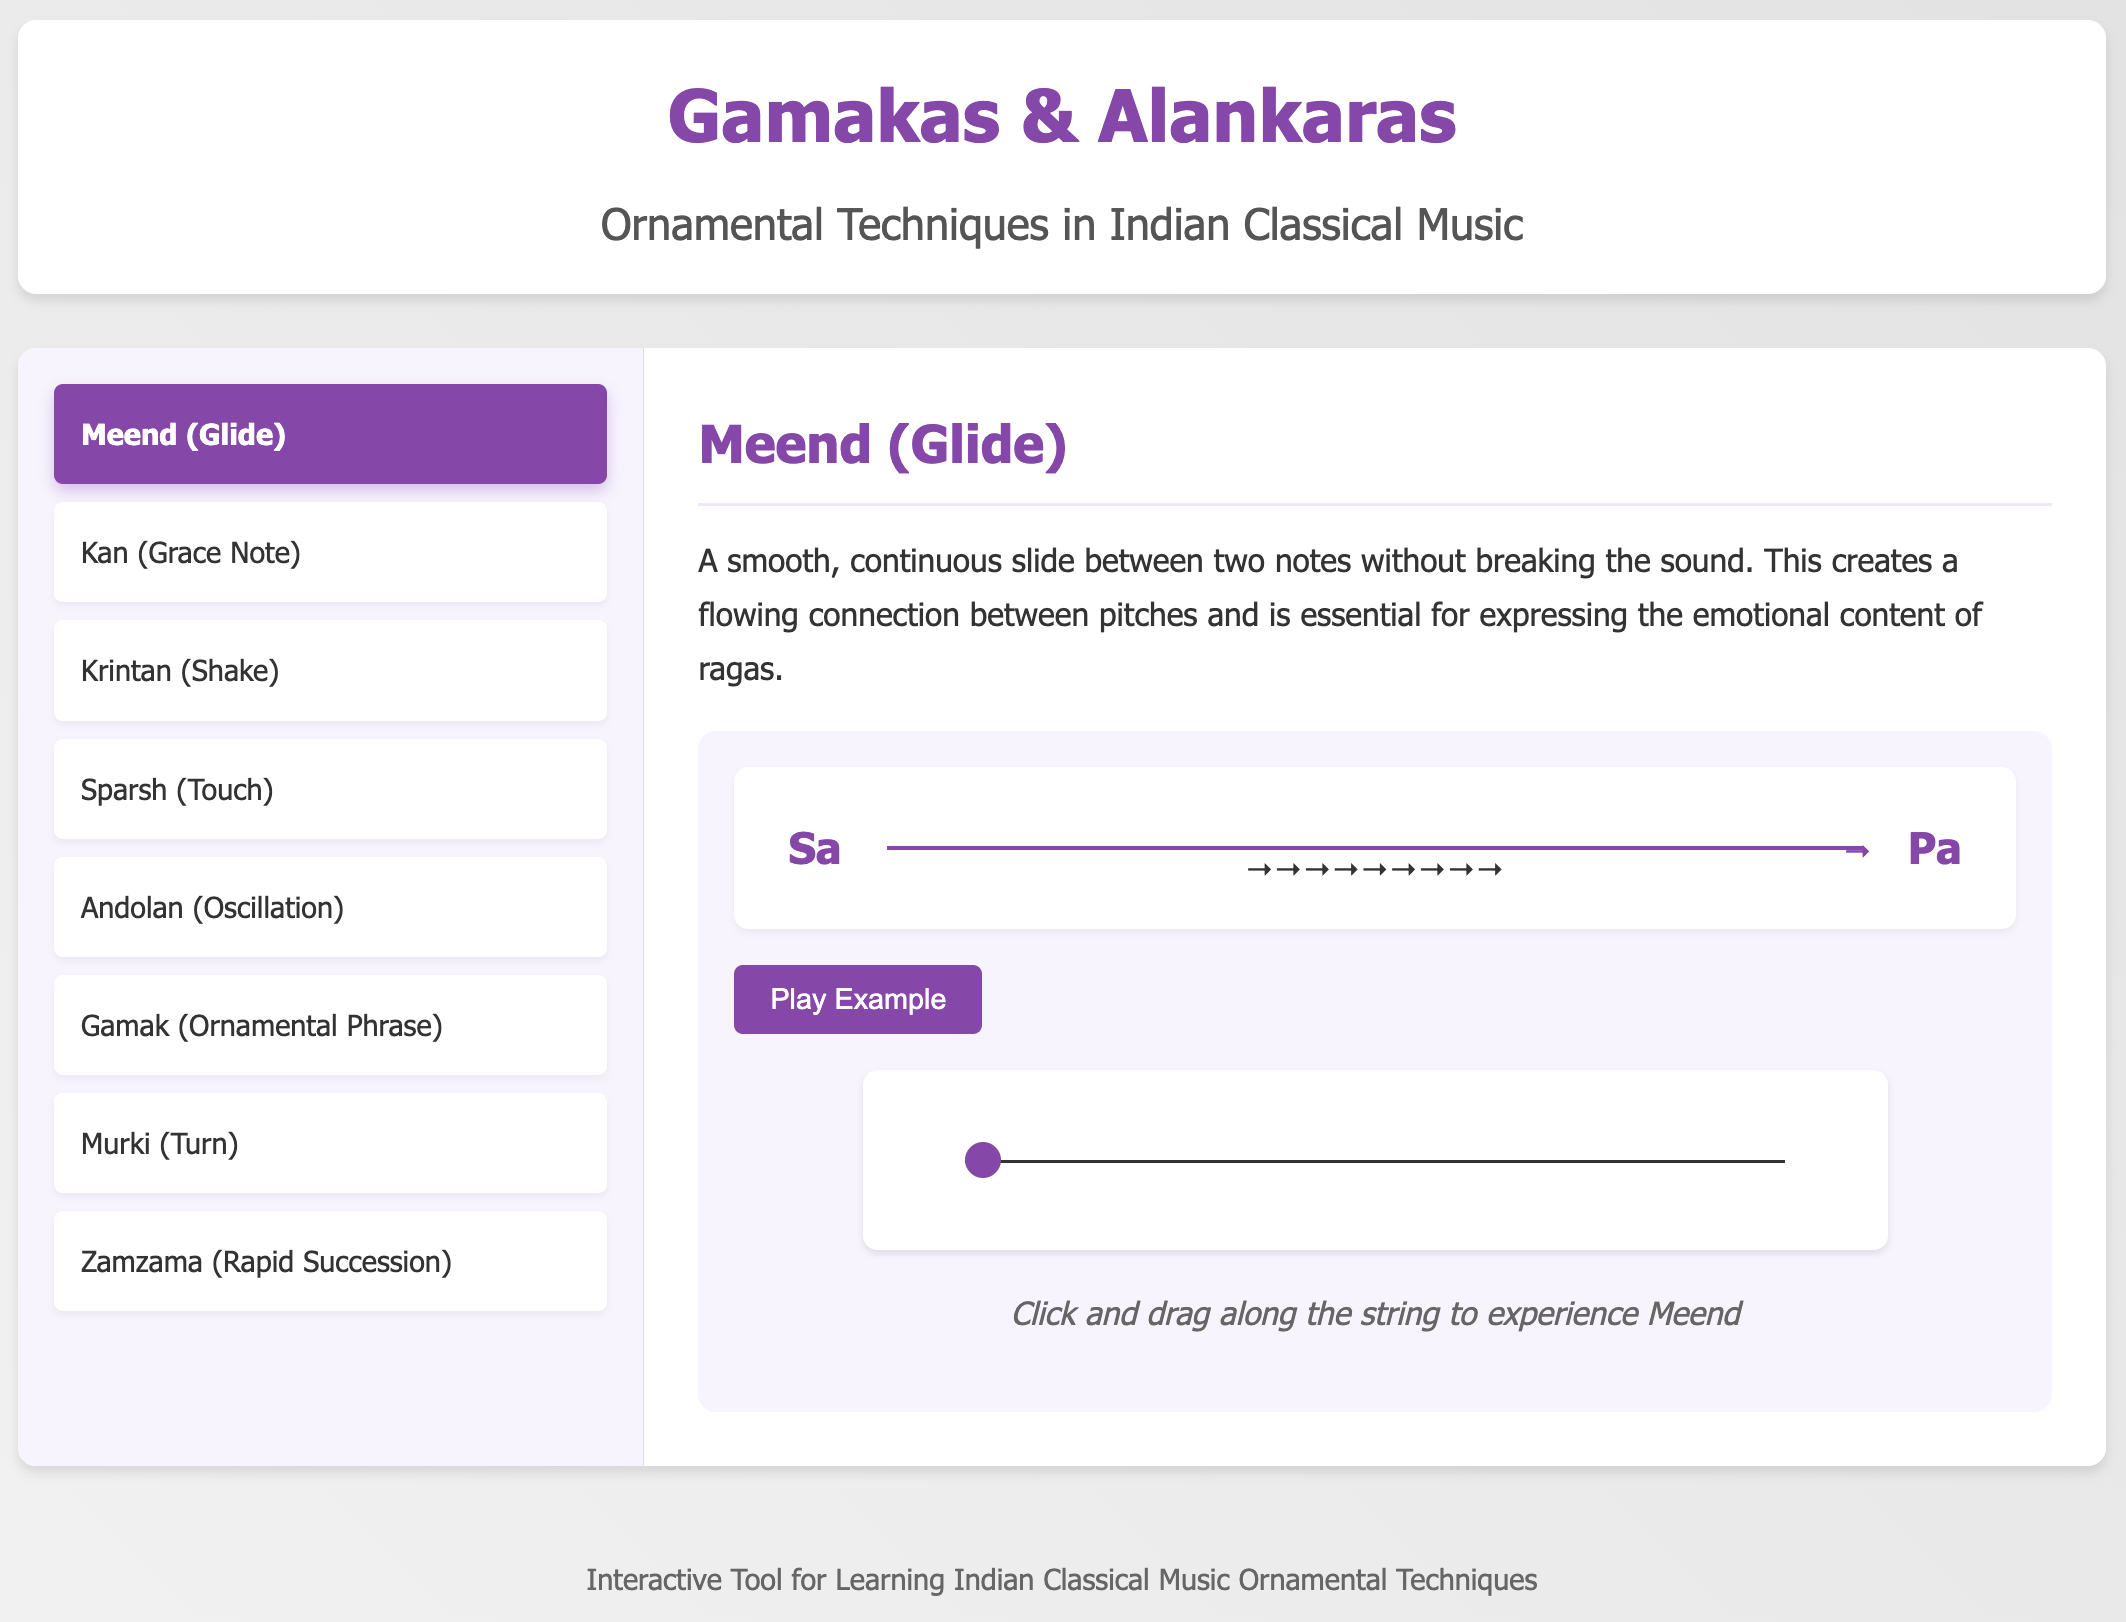 Gamakas & Alankaras
Ornamental Techniques in Indian Classical Music
Meend (Glide)
Kan (Grace Note)
Krintan (Shake)
Sparsh (Touch)
Andolan (Oscillation)
Gamak (Ornamental Phrase)
Murki (Turn)
Zamzama (Rapid Succession)
Meend (Glide)
A smooth, continuous slide between two notes without breaking the sound. This creates a
flowing connection between pitches and is essential for expressing the emotional content of
ragas.
Sa → Pa
→→→→→→→→→
Play Example
Click and drag along the string to experience Meend
Interactive Tool for Learning Indian Classical Music Ornamental Techniques